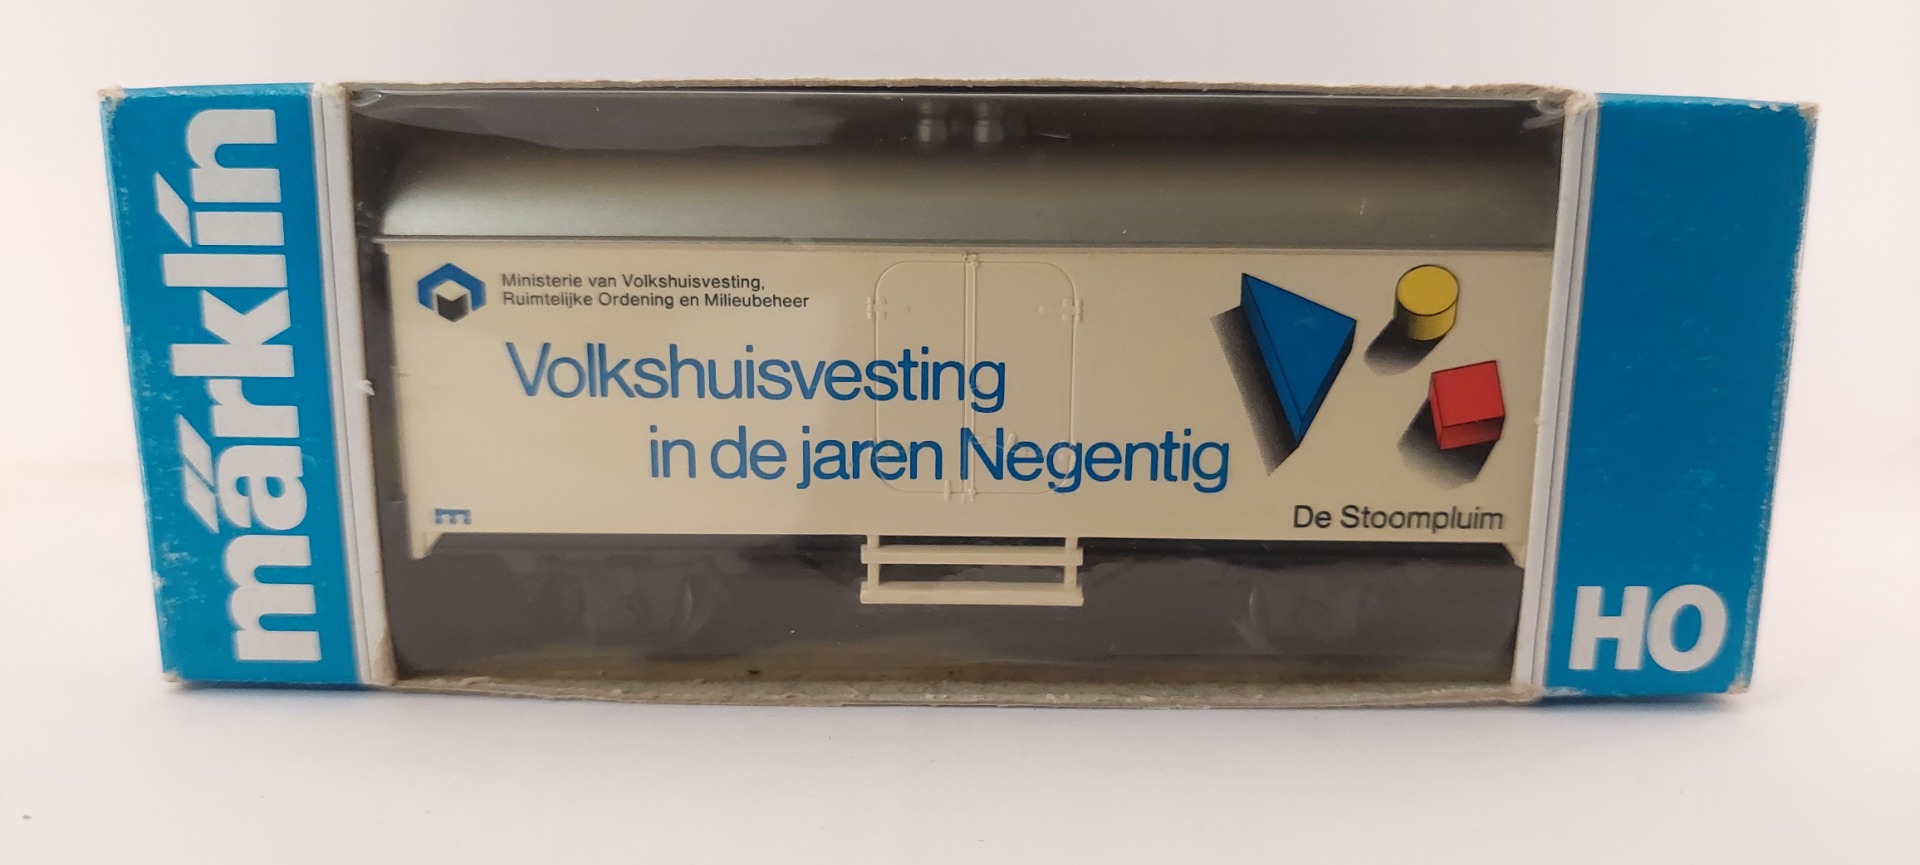 märklin
Ministerie van Volkshuisvesting,
Ruimtelijke Ordening en Milieubeheer
Volkshuisvesting
in de jaren Negentig
m
De Stoompluim
HO